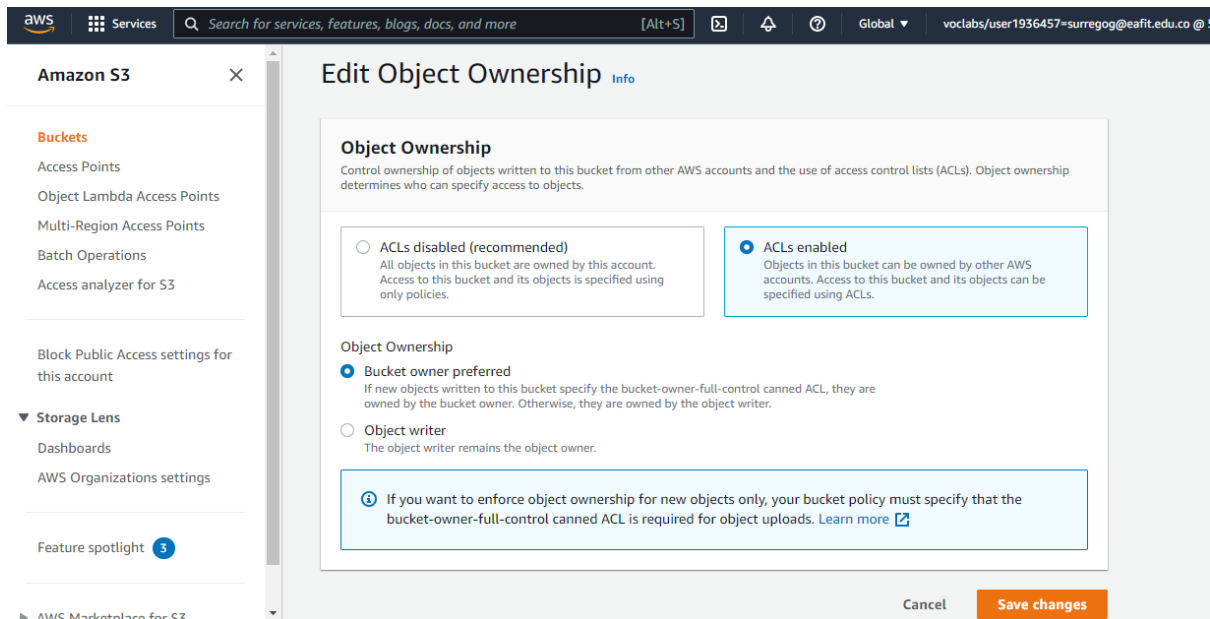 aws
Services
Search for services, features, blogs, docs, and more
[Alt+S]
Global
voclabs/user1936457=surregog@eafit.edu.co @
Amazon S3
Buckets
Access Points
Object Lambda Access Points
Multi-Region Access Points
Batch Operations
Access analyzer for S3
Block Public Access settings for
this account
Storage Lens
Dashboards
AWS Organizations settings
Feature spotlight 3
AWS Marketplace for S3
Edit Object Ownership Info
Object Ownership
Control ownership of objects written to this bucket from other AWS accounts and the use of access control lists (ACLs). Object ownership
determines who can specify access to objects.
ACLs disabled (recommended)
All objects in this bucket are owned by this account.
Access to this bucket and its objects is specified using
only policies.
ACLs enabled
Objects in this bucket can be owned by other AWS
accounts. Access to this bucket and its objects can be
specified using ACLs.
Object Ownership
Bucket owner preferred
If new objects written to this bucket specify the bucket-owner-full-control canned ACL, they are
owned by the bucket owner. Otherwise, they are owned by the object writer.
Object writer
The object writer remains the object owner.
If you want to enforce object ownership for new objects only, your bucket policy must specify that the
bucket-owner-full-control canned ACL is required for object uploads. Learn more
Cancel
Save changes